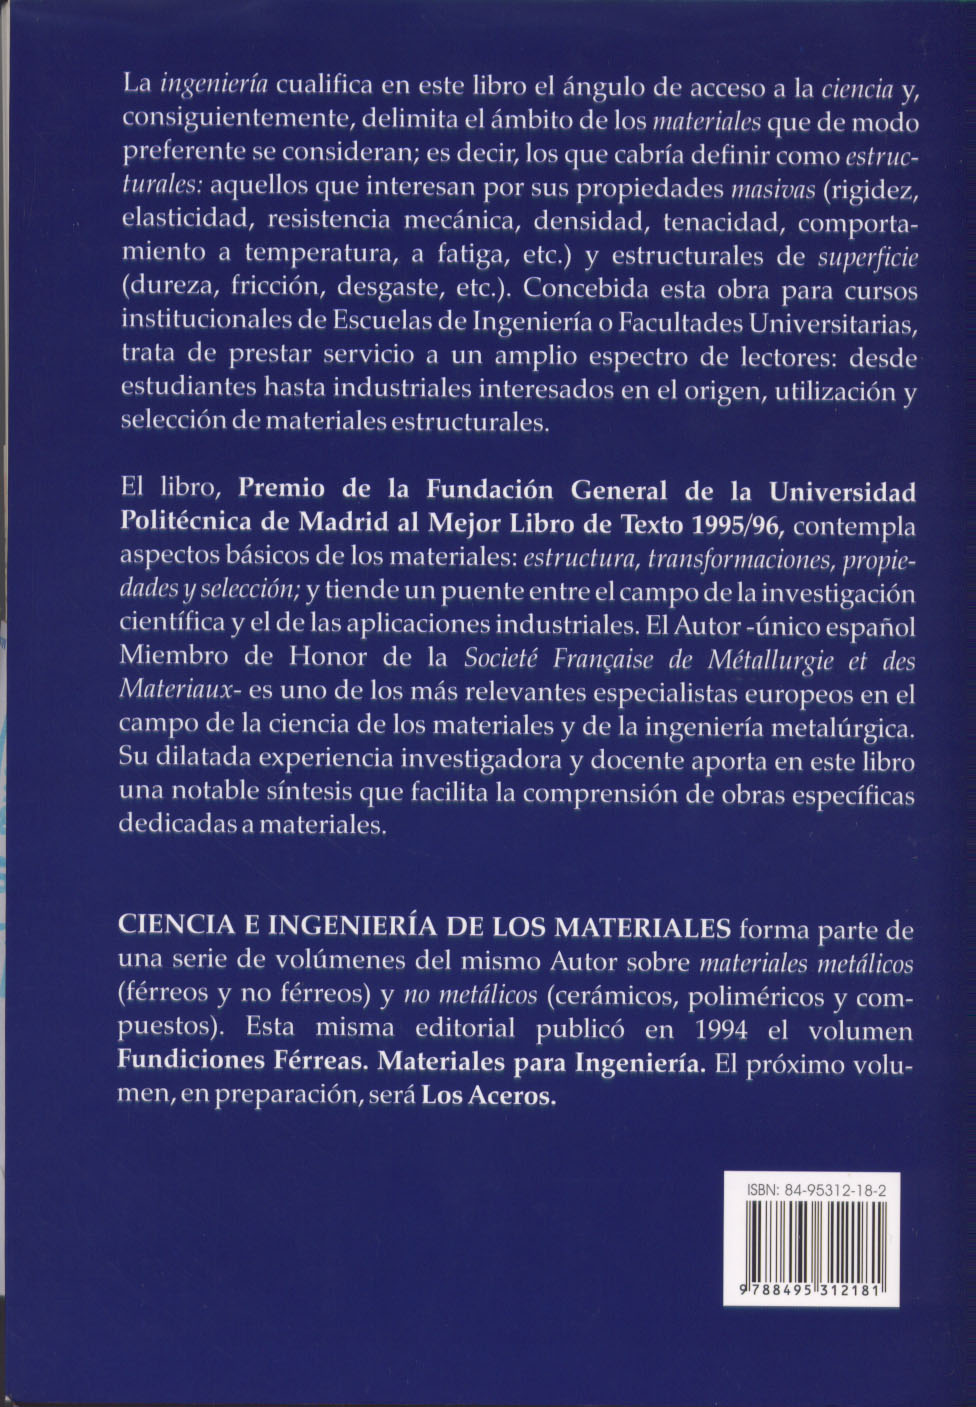 La ingeniería cualifica en este libro el ángulo de acceso a la ciencia y,
consiguientemente, delimita el ámbito de los materiales que de modo
preferente se consideran; es decir, los que cabría definir como estruc-
turales: aquellos que interesan por sus propiedades masivas (rigidez,
elasticidad, resistencia mecánica, densidad, tenacidad, comporta-
miento a temperatura, a fatiga, etc.) y estructurales de superficie
(dureza, fricción, desgaste, etc.). Concebida esta obra para cursos
institucionales de Escuelas de Ingeniería o Facultades Universitarias,
trata de prestar servicio a un amplio espectro de lectores: desde
estudiantes hasta industriales interesados en el origen, utilización y
selección de materiales estructurales.
El libro, Premio de la Fundación General de la Universidad
Politécnica de Madrid al Mejor Libro de Texto 1995/96, contempla
aspectos básicos de los materiales: estructura, transformaciones, propie-
dades y selección; y tiende un puente entre el campo de la investigación
científica y el de las aplicaciones industriales. El Autor -único español
Miembro de Honor de la Societé Française de Métallurgie et des
Materiaux- es uno de los más relevantes especialistas europeos en el
campo de la ciencia de los materiales y de la ingeniería metalúrgica.
Su dilatada experiencia investigadora y docente aporta en este libro
una notable síntesis que facilita la comprensión de obras específicas
dedicadas a materiales.
CIENCIA E INGENIERÍA DE LOS MATERIALES forma parte de
una serie de volúmenes del mismo Autor sobre materiales metálicos
(férreos y no férreos) y no metálicos (cerámicos, poliméricos y com-
puestos). Esta misma editorial publicó en 1994 el volumen
Fundiciones Férreas. Materiales para Ingeniería. El próximo volu-
men, en preparación, será Los Aceros.
ISBN: 84-95312-18-2
9 788495 312181